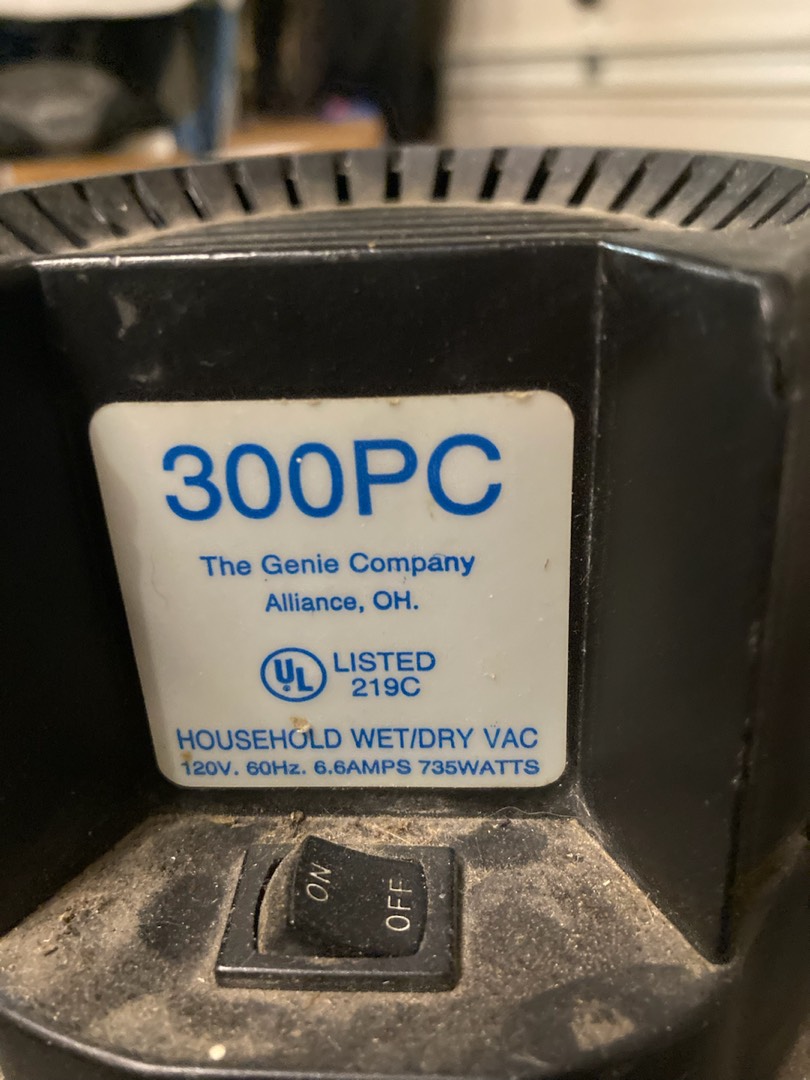 300PC
The Genie Company
Alliance, OH.
UL LISTED
219C
HOUSEHOLD WET/DRY VAC
120V. 60Hz. 6.6AMPS 735WATTS
ON OFF